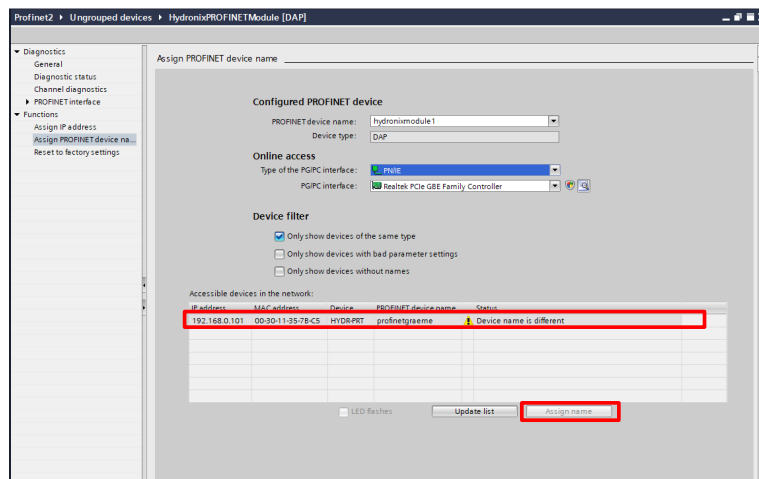 Profinet2 ▸ Ungrouped devices ▸ HydronixPROFINETModule [DAP]
Diagnostics
General
Diagnostic status
Channel diagnostics
PROFINET interface
Functions
Assign IP address
Assign PROFINET device na...
Reset to factory settings
Assign PROFINET device name
Configured PROFINET device
PROFINET device name: hydronixmodule1
Device type: DAP
Online access
Type of the PG/PC interface: PN/IE
PG/PC interface: Realtek PCIe GBE Family Controller
Device filter
Only show devices of the same type
Only show devices with bad parameter settings
Only show devices without names
Accessible devices in the network:
IP address MAC address Device PROFINET device name Status
192.168.0.101 00-30-11-35-7B-C5 HYDR-PRT profinetgraeme Device name is different
LED flashes Update list Assign name